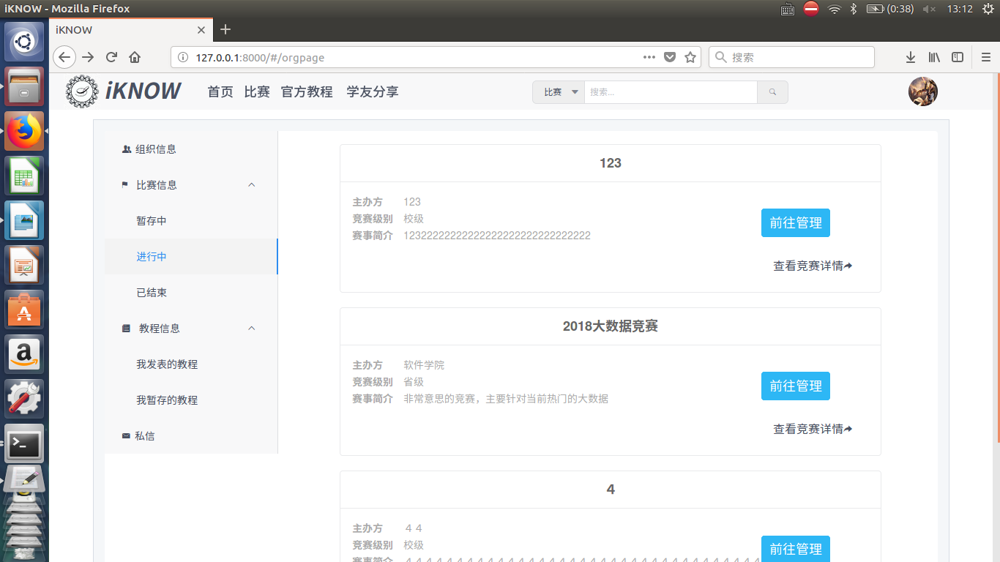 iKNOW - Mozilla Firefox
(0:38)
13:12
iKNOW
127.0.0.1:8000/#/orgpage
搜索
iKNOW
首页 比赛 官方教程 学友分享
比赛
搜索...
组织信息
比赛信息
暂存中
进行中
已结束
教程信息
我发表的教程
我暂存的教程
私信
123
主办方 123
竞赛级别 校级
前往管理
查看竞赛详情
2018大数据竞赛
主办方 软件学院
竞赛级别 省级
赛事简介 非常意思的竞赛，主要针对当前热门的大数据
前往管理
查看竞赛详情
4
主办方 4 4
竞赛级别 校级
前往管理
赛事简介